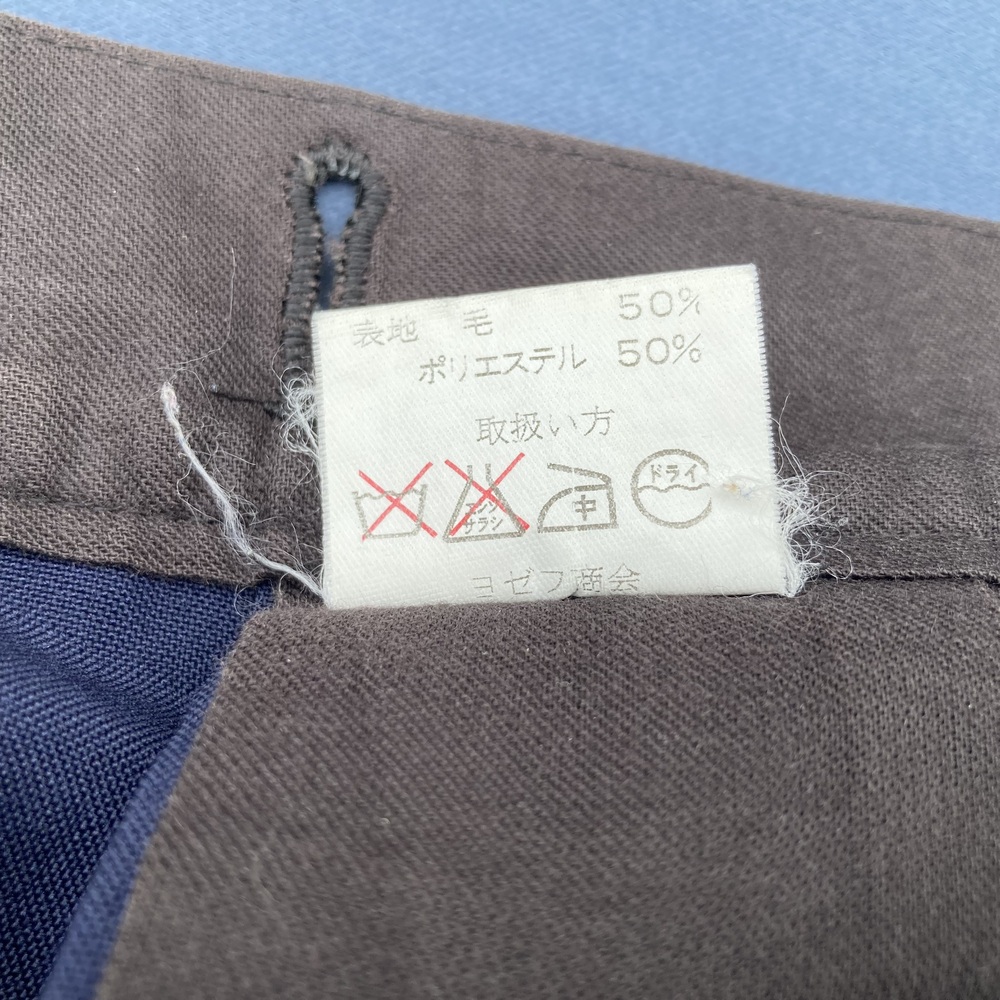 表地 毛 50%
ポリエステル 50%
取扱い方
エンソ
サラシ
中
ドライ
ヨゼフ商会